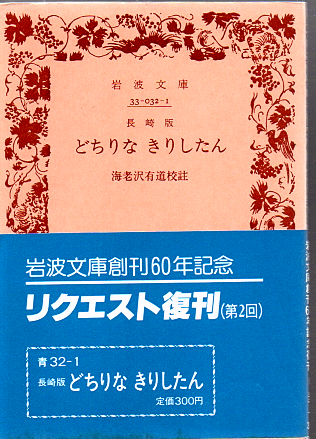 岩波文庫
33-032-1
長崎版
どちりな きりしたん
海老沢有道校註
岩波文庫創刊60年記念
リクエスト復刊(第2回)
青32-1
長崎版 どちりな きりしたん
定価300円